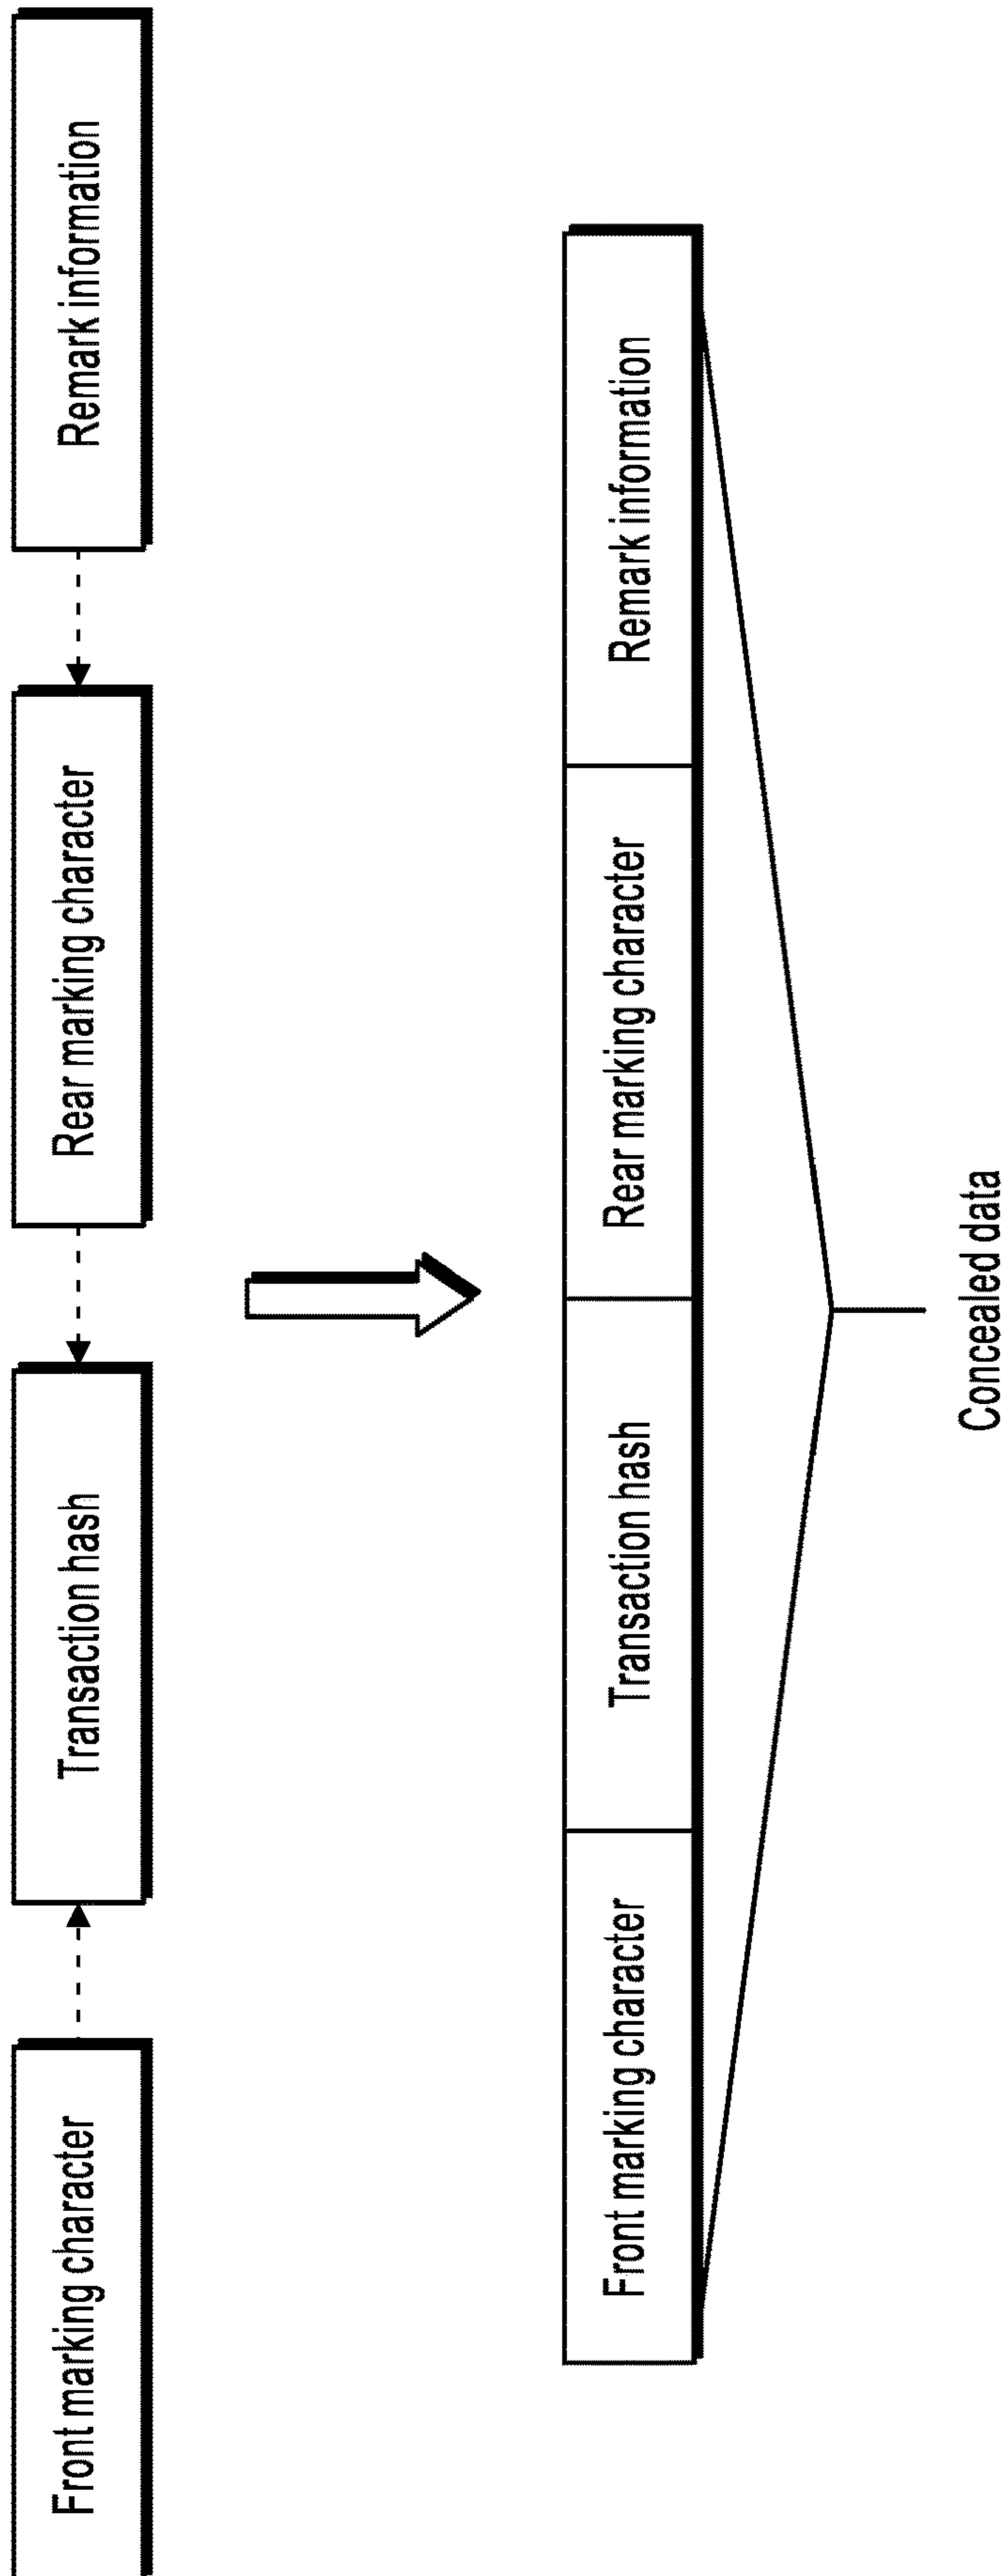 Front marking character
Transaction hash
Rear marking character
Remark information
Front marking character
Transaction hash
Rear marking character
Remark information
Concealed data